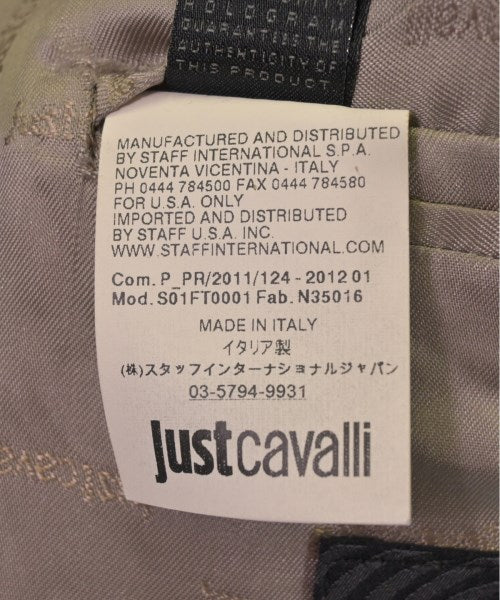 HOLOGRAM
GUARANTEES THE
AUTHENTICITY OF
THIS PRODUCT
MANUFACTURED AND DISTRIBUTED
BY STAFF INTERNATIONAL S.P.A.
NOVENTA VICENTINA - ITALY
PH 0444 784500 FAX 0444 784580
FOR U.S.A. ONLY
IMPORTED AND DISTRIBUTED
BY STAFF U.S.A. INC.
WWW.STAFFINTERNATIONAL.COM
Com. P_PR/2011/124 - 2012 01
Mod. S01FT0001 Fab. N35016
MADE IN ITALY
イタリア製
(株)スタッフインターナショナルジャパン
03-5794-9931
just cavalli